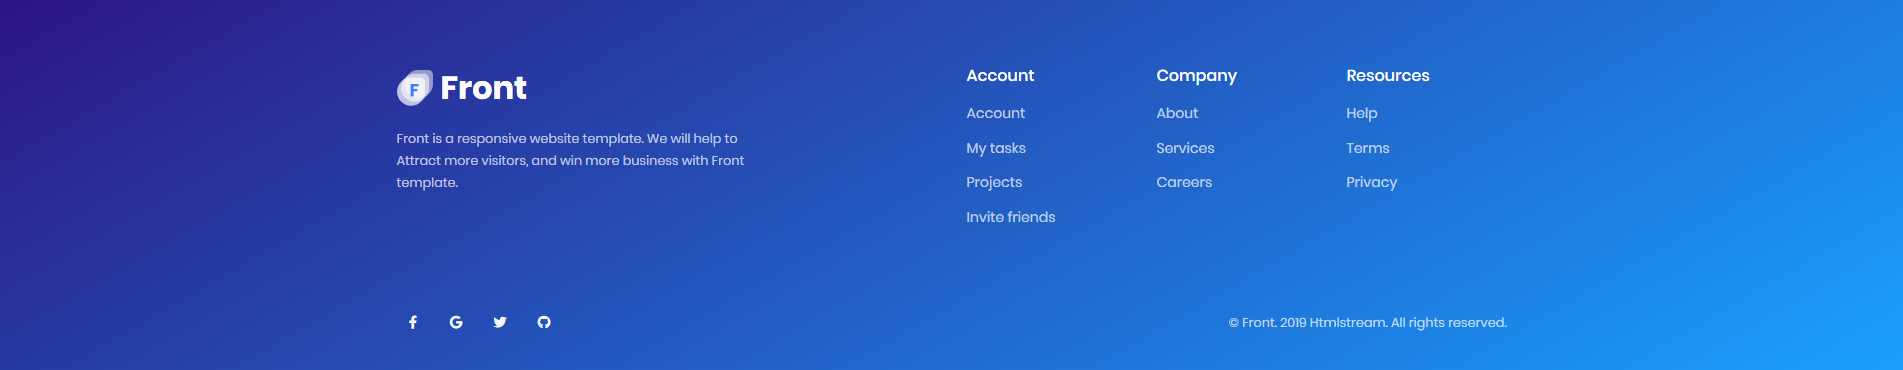 F Front
Front is a responsive website template. We will help to
Attract more visitors, and win more business with Front
template.
Account
Account
My tasks
Projects
Invite friends
Company
About
Services
Careers
Resources
Help
Terms
Privacy
© Front. 2019 Htmlstream. All rights reserved.